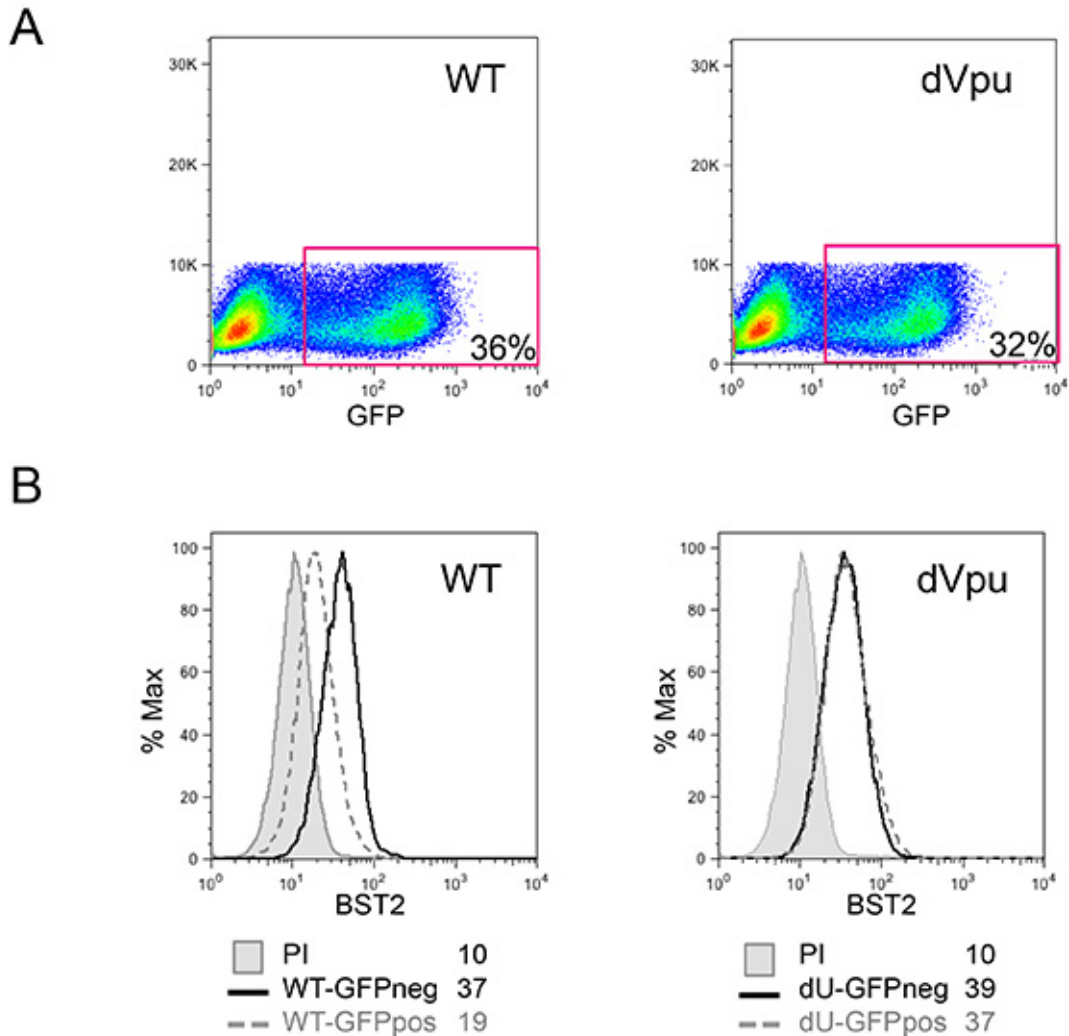 A
WT
dVpu
30K
20K
10K
0
36%
10^0 10^1 10^2 10^3 10^4
GFP
30K
20K
10K
0
32%
10^0 10^1 10^2 10^3 10^4
GFP
B
WT
dVpu
% Max
100
80
60
40
20
0
10^0 10^1 10^2 10^3 10^4
BST2
% Max
100
80
60
40
20
0
10^0 10^1 10^2 10^3 10^4
BST2
PI 10
WT-GFPneg 37
WT-GFPpos 19
PI 10
dU-GFPneg 39
dU-GFPpos 37